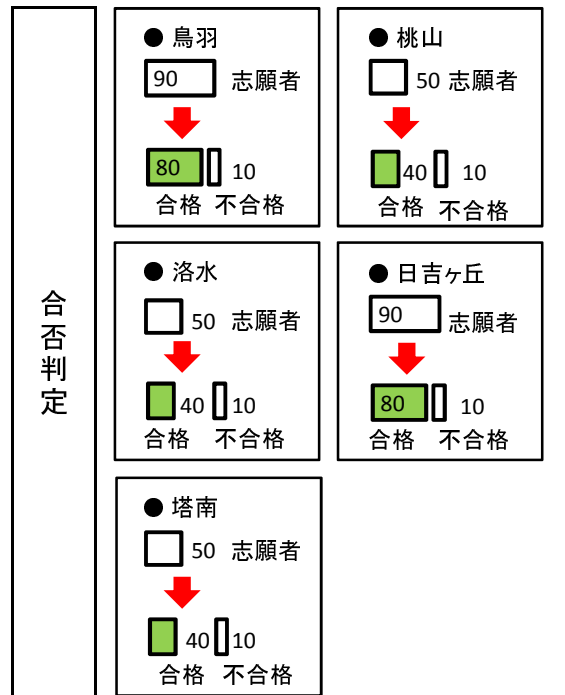 合否判定
● 鳥羽
90 志願者
80 10
合格 不合格
● 桃山
50 志願者
40 10
合格 不合格
● 洛水
50 志願者
40 10
合格 不合格
● 日吉ヶ丘
90 志願者
80 10
合格 不合格
● 塔南
50 志願者
40 10
合格 不合格